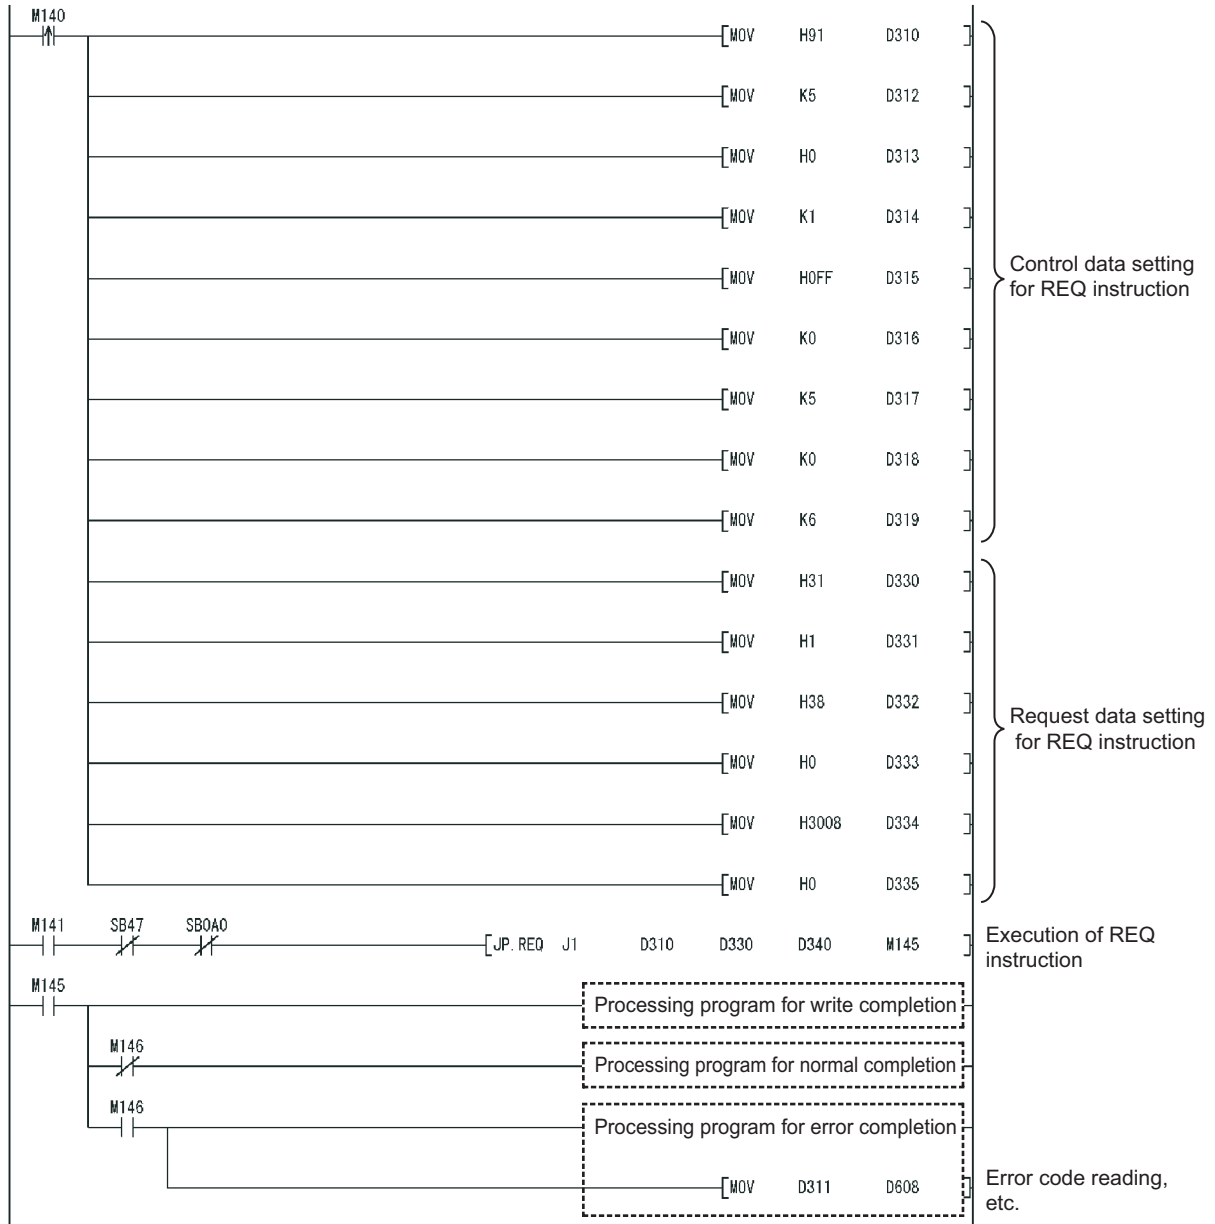 M140
[MOV H91 D310 ]
[MOV K5 D312 ]
[MOV H0 D313 ]
[MOV K1 D314 ]
[MOV H0FF D315 ]
[MOV K0 D316 ]
[MOV K5 D317 ]
[MOV K0 D318 ]
[MOV K6 D319 ]
Control data setting
for REQ instruction
[MOV H31 D330 ]
[MOV H1 D331 ]
[MOV H38 D332 ]
[MOV H0 D333 ]
[MOV H3008 D334 ]
[MOV H0 D335 ]
Request data setting
for REQ instruction
M141 SB47 SB0A0
[JP.REQ J1 D310 D330 D340 M145 ]
Execution of REQ
instruction
M145
Processing program for write completion
M146
Processing program for normal completion
M146
Processing program for error completion
[MOV D311 D608 ]
Error code reading,
etc.